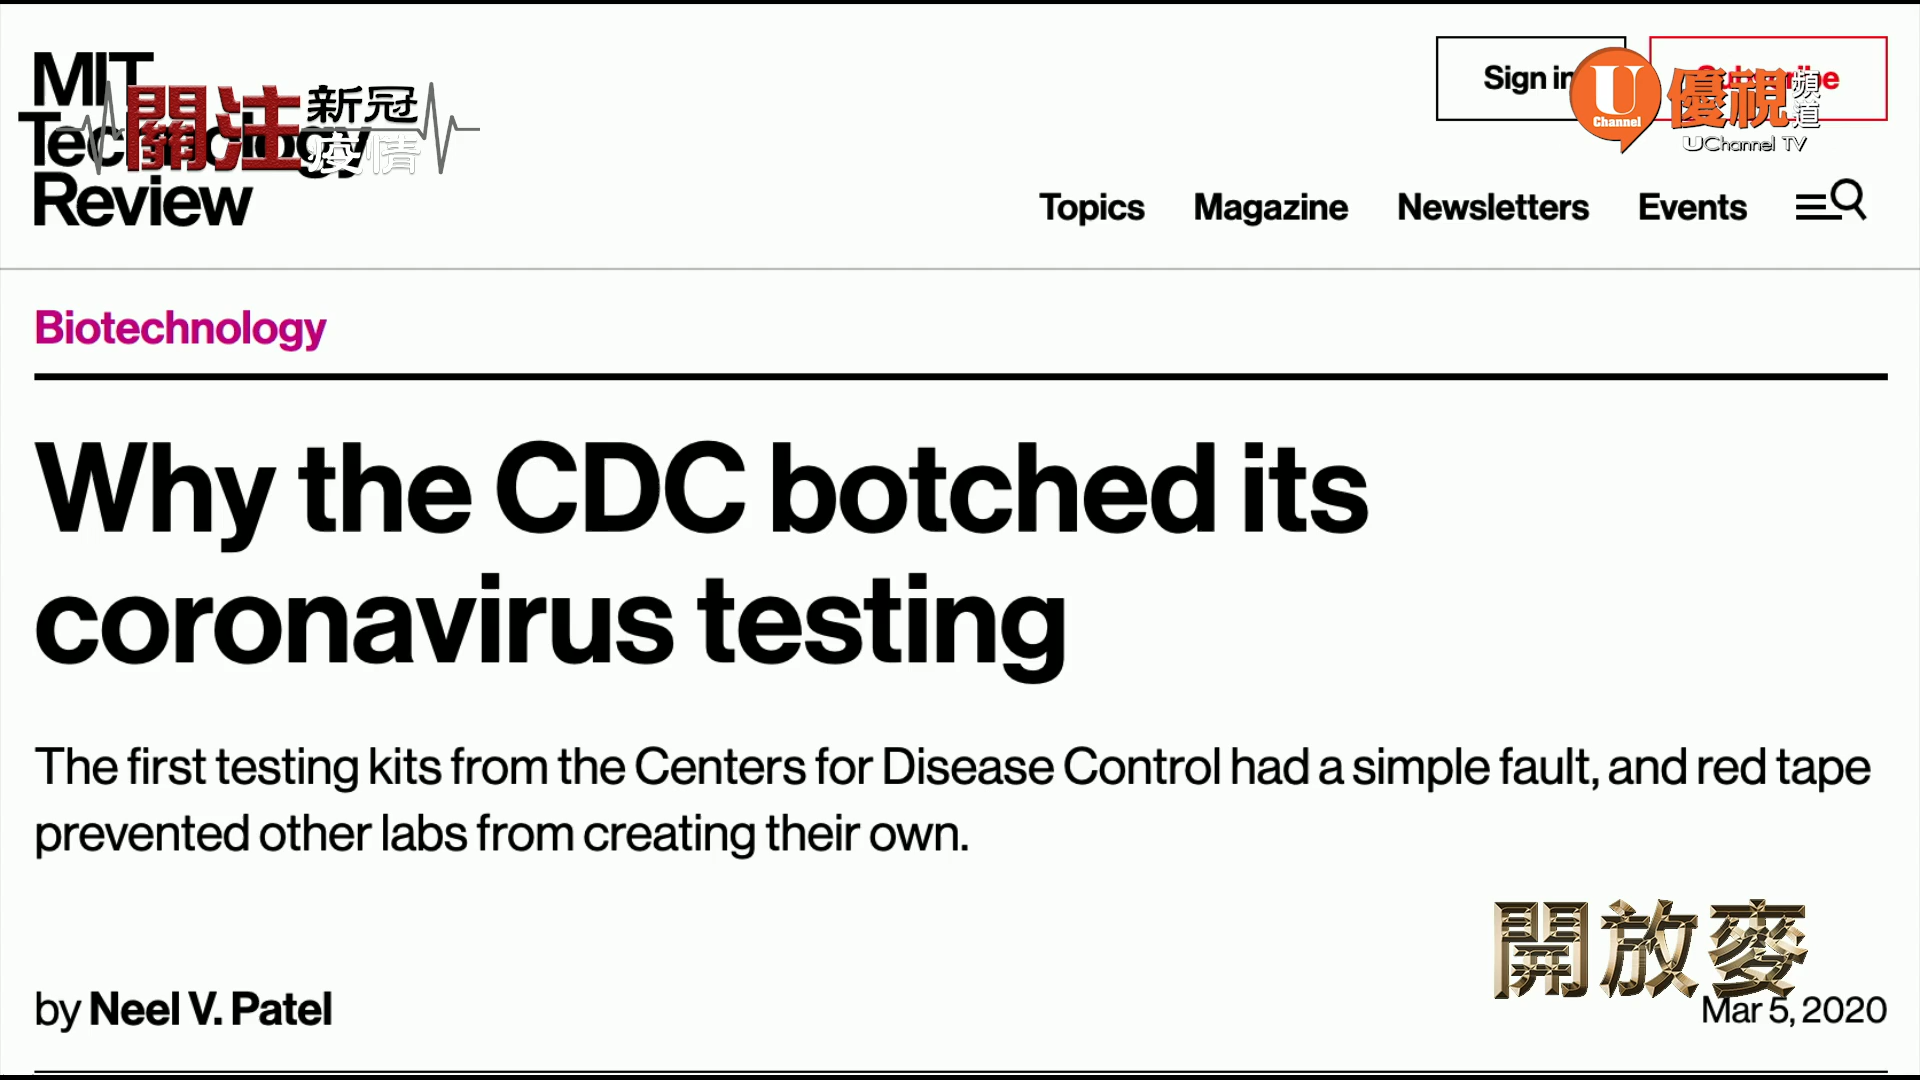 MIT
Technology
Review
關注
新冠
疫情
Sign in
Subscribe
U
Channel
優視
頻道
UChannel TV
Topics
Magazine
Newsletters
Events
Biotechnology
Why the CDC botched its
coronavirus testing
The first testing kits from the Centers for Disease Control had a simple fault, and red tape
prevented other labs from creating their own.
開放麥
by Neel V. Patel
Mar 5, 2020